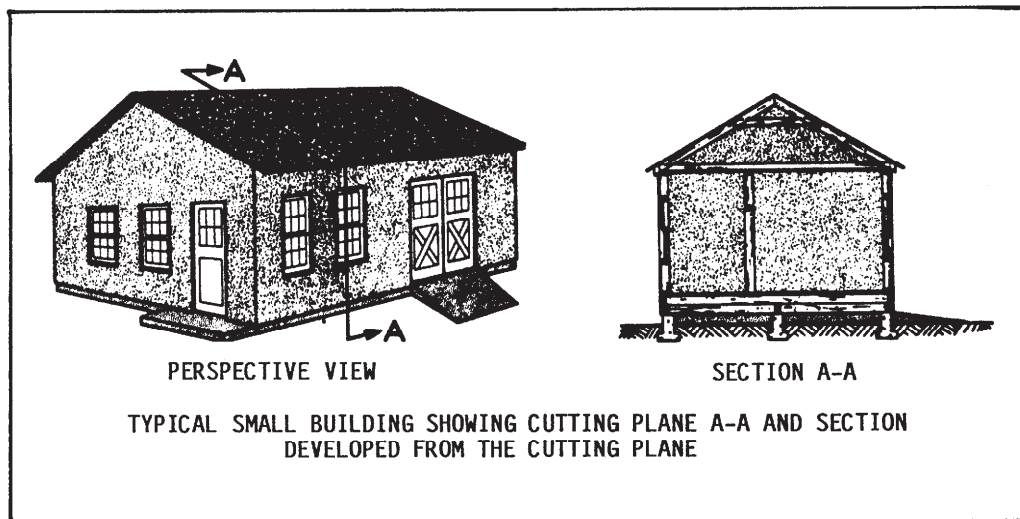 A
A
PERSPECTIVE VIEW
SECTION A-A
TYPICAL SMALL BUILDING SHOWING CUTTING PLANE A-A AND SECTION
DEVELOPED FROM THE CUTTING PLANE